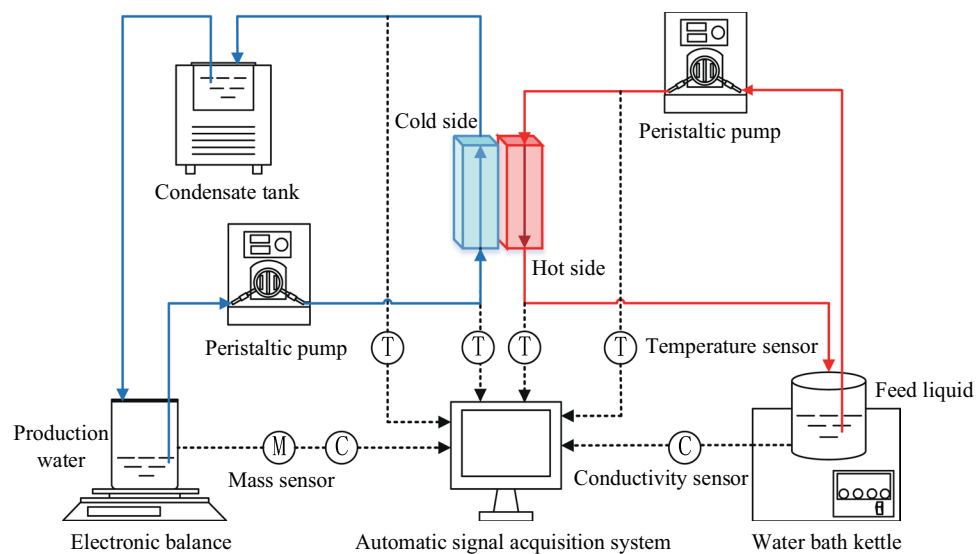 Cold side
Peristaltic pump
Condensate tank
Hot side
Peristaltic pump
T
T
T
T
Temperature sensor
Feed liquid
Production
water
M
C
C
Mass sensor
Conductivity sensor
Electronic balance
Automatic signal acquisition system
Water bath kettle